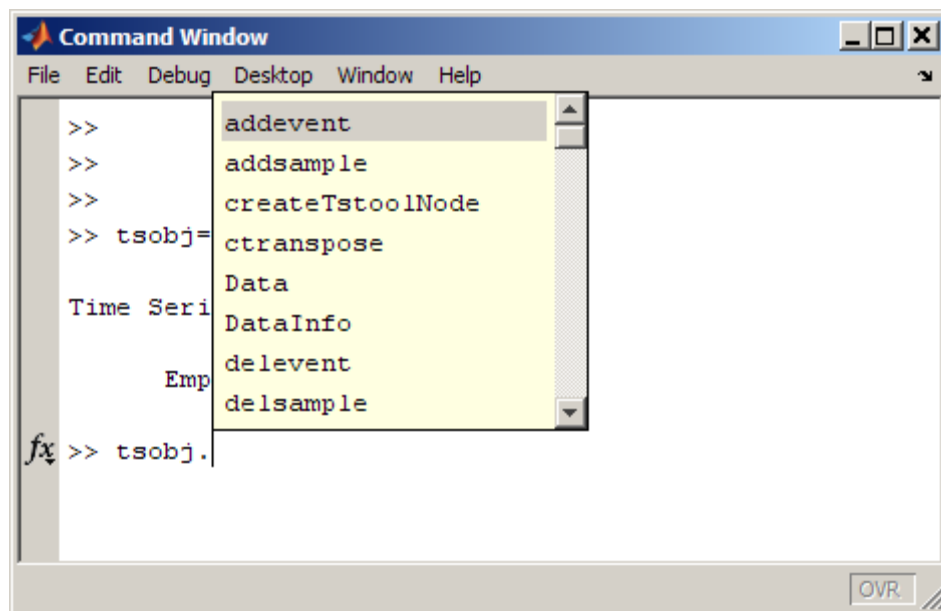 Command Window
File Edit Debug Desktop Window Help
>>
>>
>>
>> tsobj=
Time Seri
Emp
fx >> tsobj.
addevent
addsample
createTstoolNode
ctranspose
Data
DataInfo
delevent
delsample
OVR